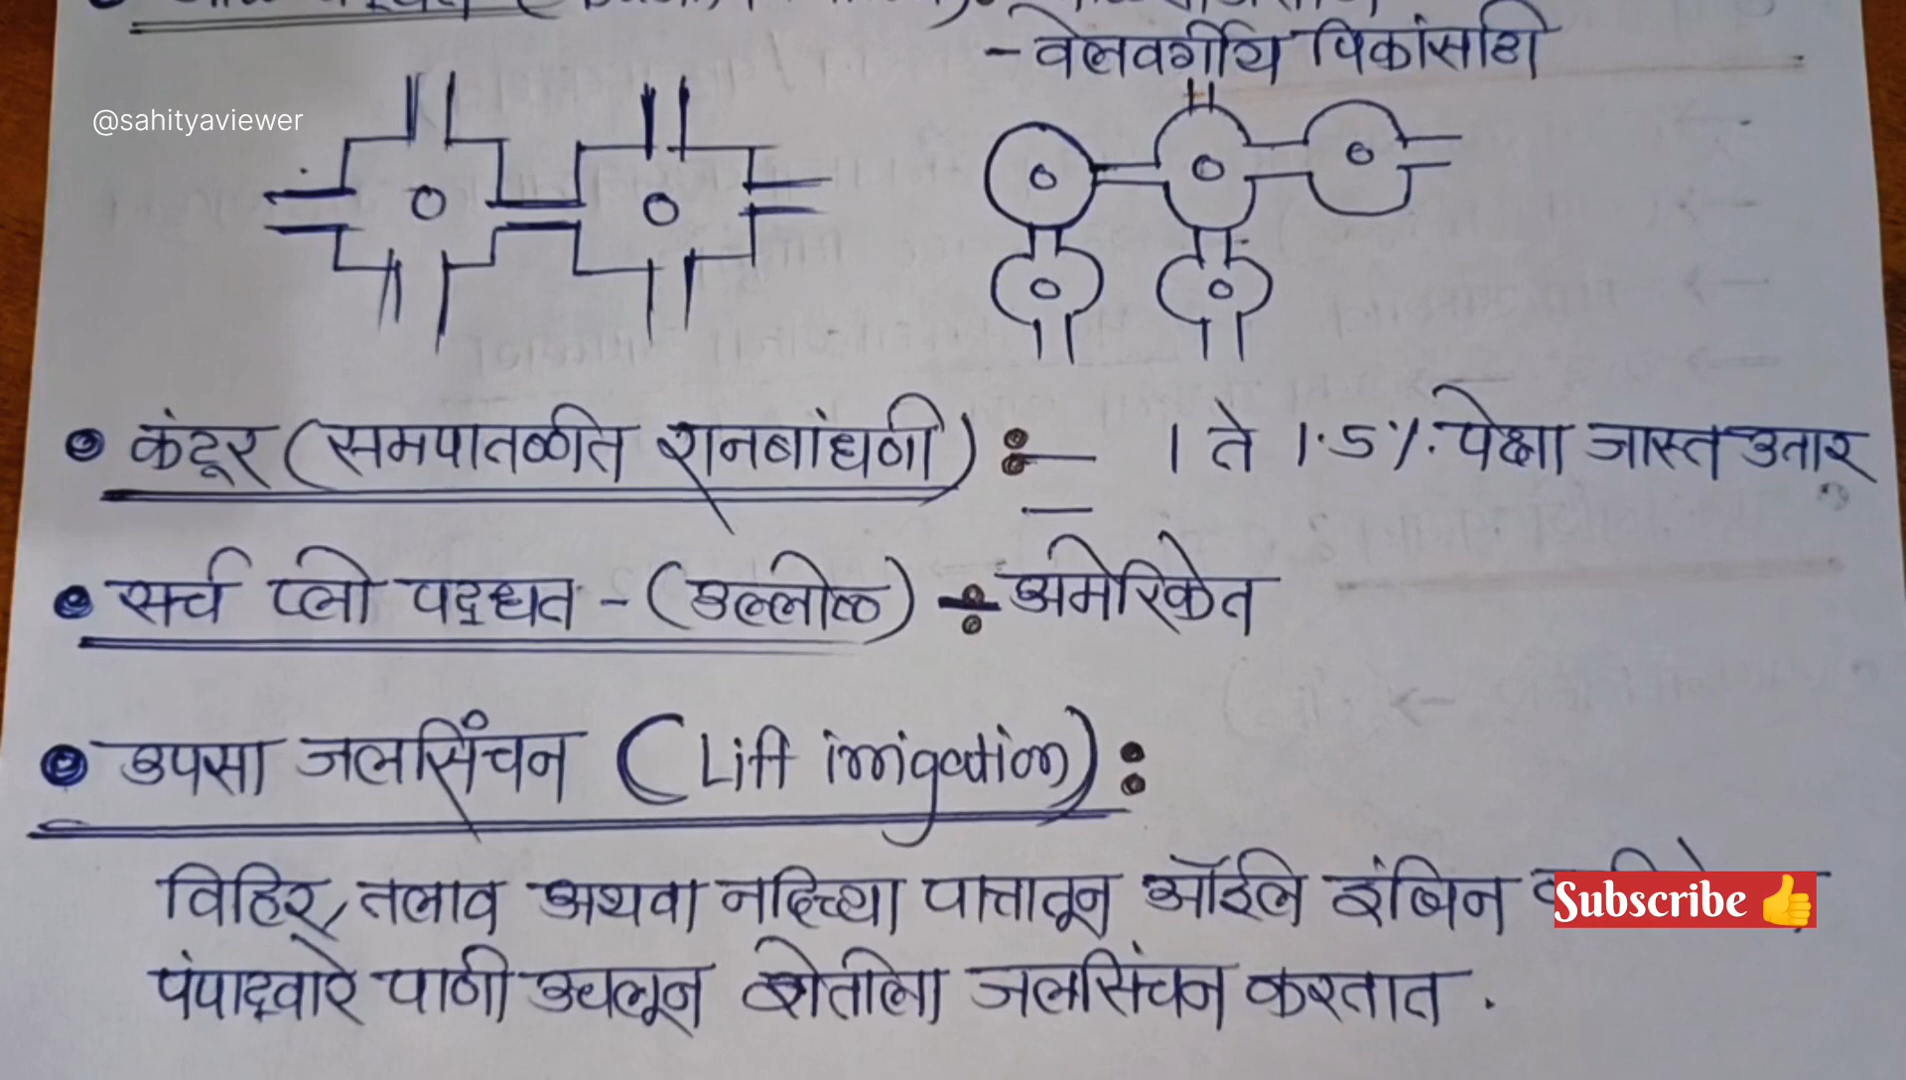 - वेलवर्गीय पिकांसाठी
@sahityaviewer
• कंटूर (समपातळीत रानबांधणी) :— 1 ते 1.5% पेक्षा जास्त उतार
—
• सर्च प्लो पद्धत - (उल्लोळ) ÷ अमेरिकेत
• उपसा जलसिंचन (Lift irrigation) :
विहिर, तलाव अथवा नदिच्या पात्रातून ऑईल इंजिन
Subscribe 👍
पंपाद्वारे पाणी उचलून शेतीला जलसिंचन करतात .